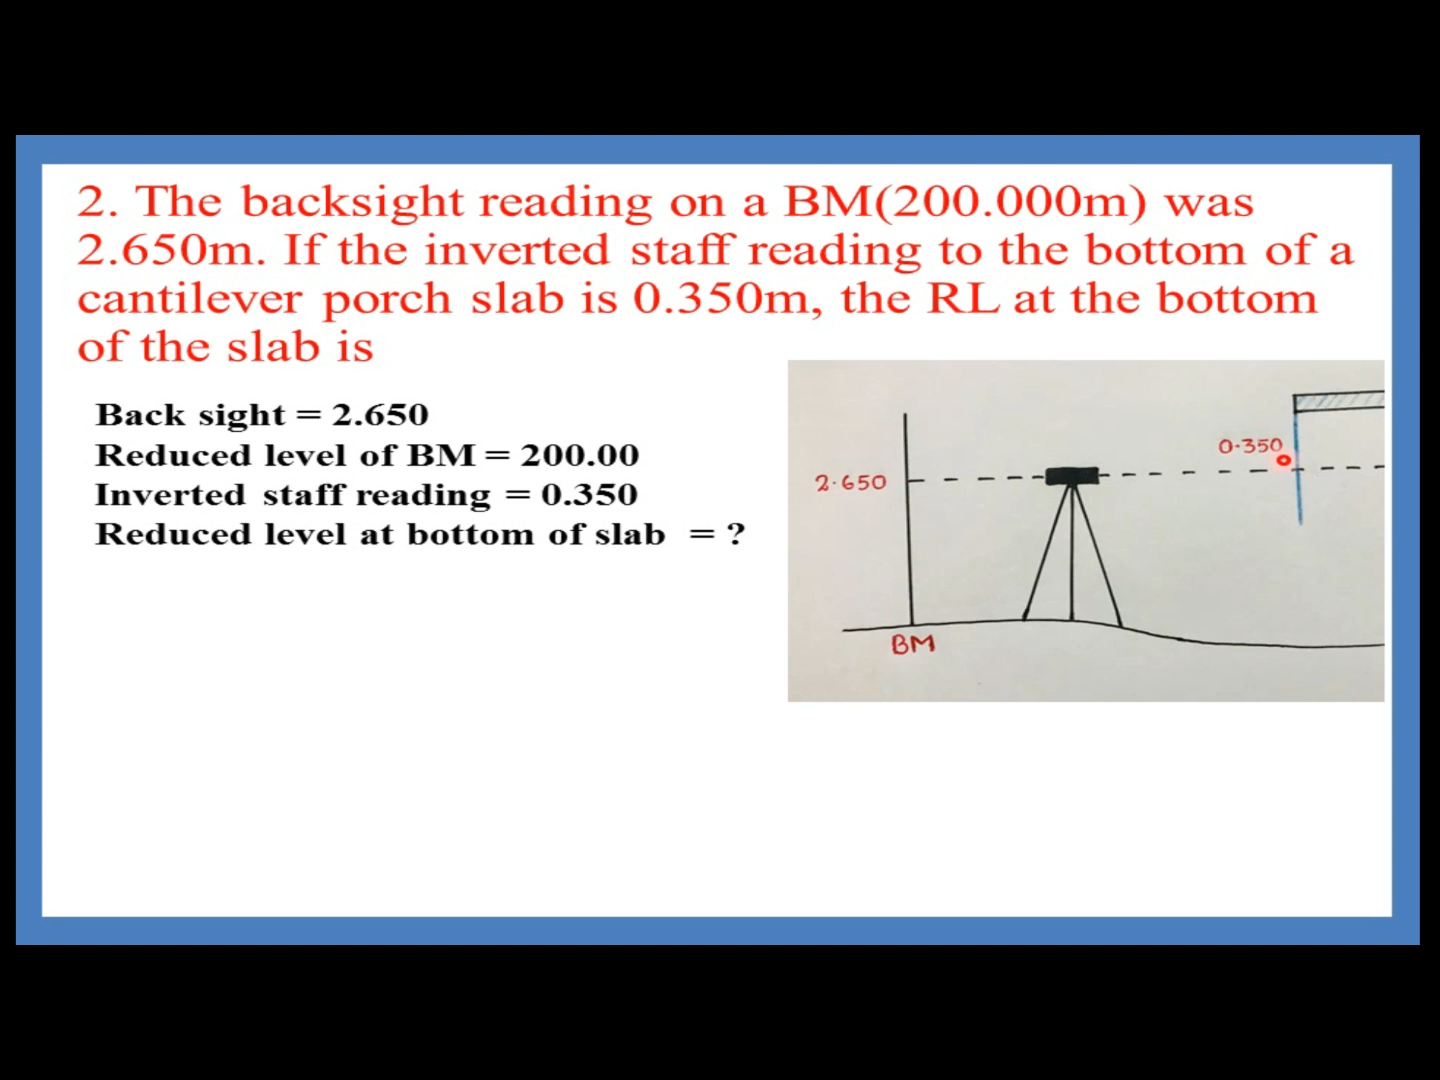 2. The backsight reading on a BM(200.000m) was
2.650m. If the inverted staff reading to the bottom of a
cantilever porch slab is 0.350m, the RL at the bottom
of the slab is
Back sight = 2.650
Reduced level of BM = 200.00
Inverted staff reading = 0.350
Reduced level at bottom of slab = ?
0.350
2.650
BM